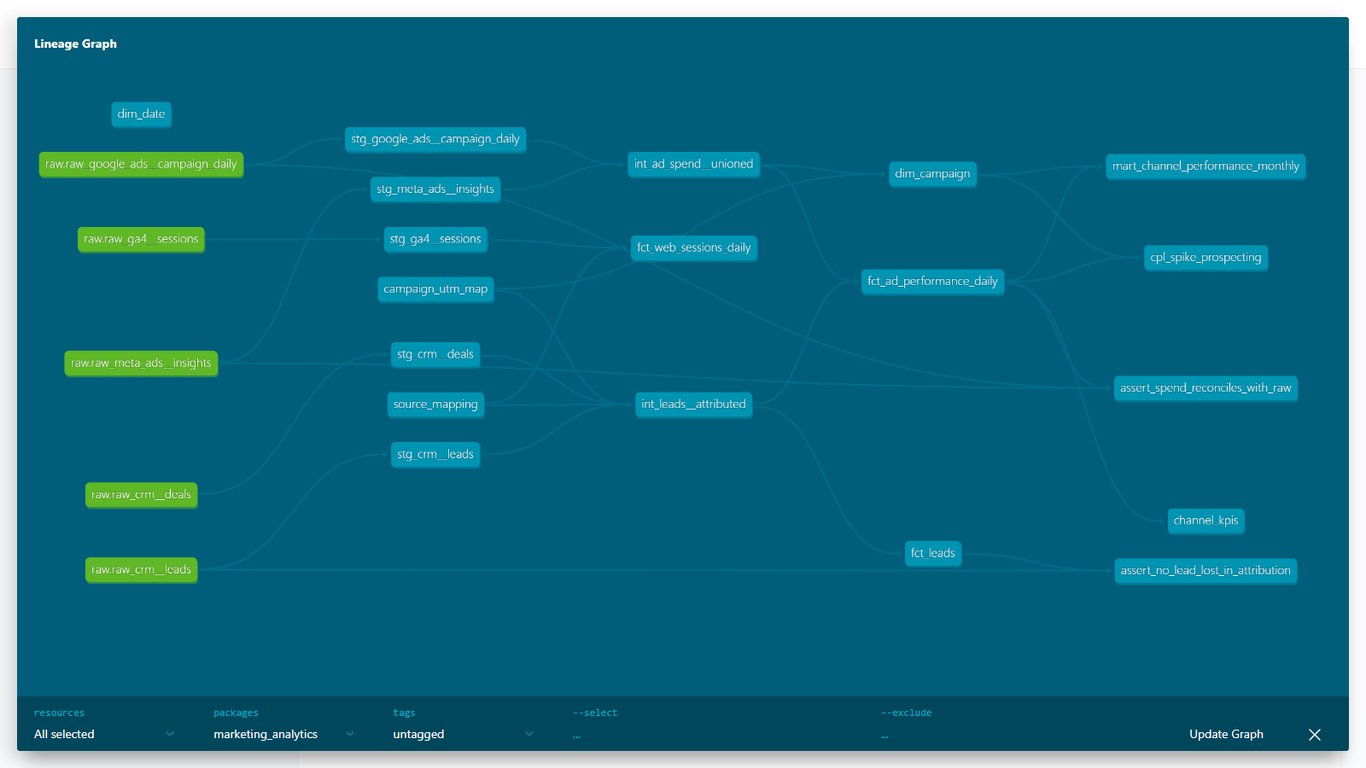 Lineage Graph
dim_date
raw.raw_google_ads__campaign_daily
raw.raw_ga4__sessions
raw.raw_meta_ads__insights
raw.raw_crm__deals
raw.raw_crm__leads
stg_google_ads__campaign_daily
stg_meta_ads__insights
stg_ga4__sessions
campaign_utm_map
stg_crm__deals
source_mapping
stg_crm__leads
int_ad_spend__unioned
fct_web_sessions_daily
int_leads__attributed
dim_campaign
fct_ad_performance_daily
fct_leads
mart_channel_performance_monthly
cpl_spike_prospecting
assert_spend_reconciles_with_raw
channel_kpis
assert_no_lead_lost_in_attribution
resources
All selected
packages
marketing_analytics
tags
untagged
--select
...
--exclude
...
Update Graph